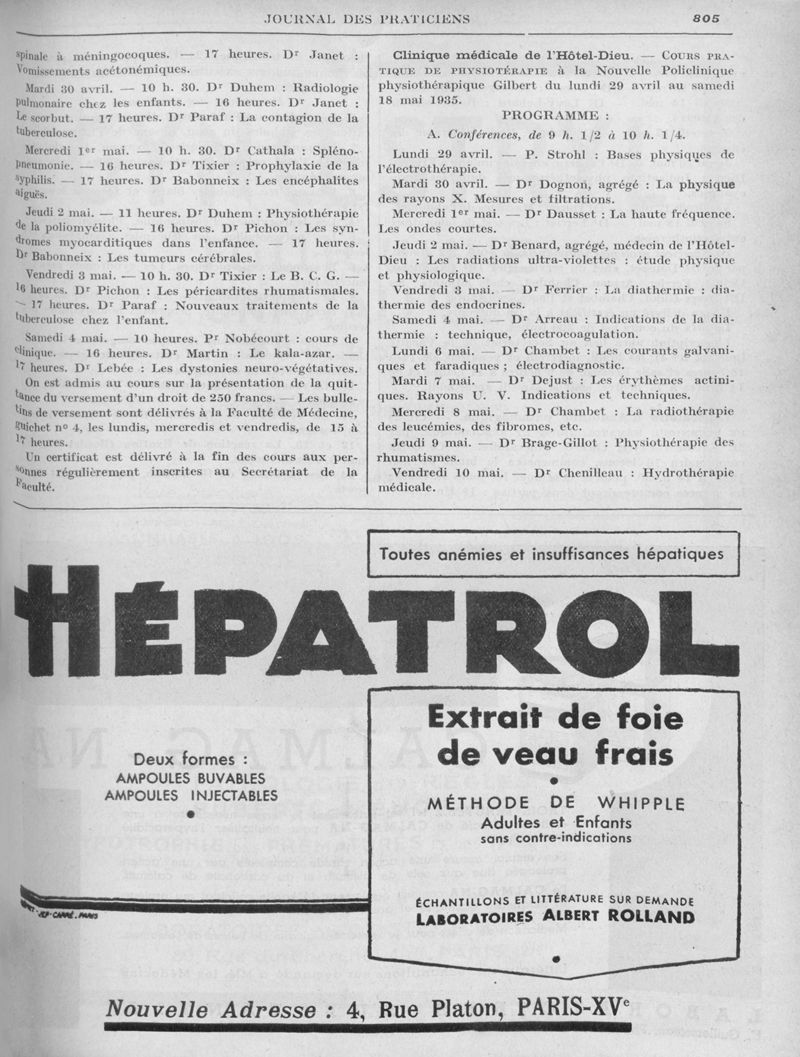 JOURNAL DES PRATICIENS 805
spinale à méningocoques. — 17 heures. Dr Janet :
Vomissements acétonémiques.
Mardi 30 avril. — 10 h. 30. Dr Duhem : Radiologie
pulmonaire chez les enfants. — 16 heures. Dr Janet :
Le scorbut. — 17 heures. Dr Paraf : La contagion de la
tuberculose.
Mercredi 1er mai. — 10 h. 30. Dr Cathala : Spléno-
pneumonie. — 16 heures. Dr Tixier : Prophylaxie de la
syphilis. — 17 heures. Dr Babonneix : Les encéphalites
aiguës.
Jeudi 2 mai. — 11 heures. Dr Duhem : Physiothérapie
de la poliomyélite. — 16 heures. Dr Pichon : Les syn-
dromes myocarditiques dans l'enfance. — 17 heures.
Dr Babonneix : Les tumeurs cérébrales.
Vendredi 3 mai. — 10 h. 30. Dr Tixier : Le B. C. G. —
16 heures. Dr Pichon : Les péricardites rhumatismales.
— 17 heures. Dr Paraf : Nouveaux traitements de la
tuberculose chez l'enfant.
Samedi 4 mai. — 10 heures. Pr Nobécourt : cours de
clinique. — 16 heures. Dr Martin : Le kala-azar. —
17 heures. Dr Lebée : Les dystonies neuro-végétatives.
On est admis au cours sur la présentation de la quit-
tance du versement d'un droit de 250 francs. — Les bulle-
tins de versement sont délivrés à la Faculté de Médecine,
guichet no 4, les lundis, mercredis et vendredis, de 15 à
17 heures.
Un certificat est délivré à la fin des cours aux per-
sonnes régulièrement inscrites au Secrétariat de la
Faculté.
Clinique médicale de l'Hôtel-Dieu. — COURS PRA-
TIQUE DE PHYSIOTÉRAPIE à la Nouvelle Policlinique
physiothérapique Gilbert du lundi 29 avril au samedi
18 mai 1935.
PROGRAMME :
A. Conférences, de 9 h. 1/2 à 10 h. 1/4.
Lundi 29 avril. — P. Strohl : Bases physiques de
l'électrothérapie.
Mardi 30 avril. — Dr Dognon, agrégé : La physique
des rayons X. Mesures et filtrations.
Mercredi 1er mai. — Dr Dausset : La haute fréquence.
Les ondes courtes.
Jeudi 2 mai. — Dr Benard, agrégé, médecin de l'Hôtel-
Dieu : Les radiations ultra-violettes : étude physique
et physiologique.
Vendredi 3 mai. — Dr Ferrier : La diathermie : dia-
thermie des endocrines.
Samedi 4 mai. — Dr Arreau : Indications de la dia-
thermie : technique, électrocoagulation.
Lundi 6 mai. — Dr Chambet : Les courants galvani-
ques et faradiques ; électrodiagnostic.
Mardi 7 mai. — Dr Dejust : Les érythèmes actini-
ques. Rayons U. V. Indications et techniques.
Mercredi 8 mai. — Dr Chambet : La radiothérapie
des leucémies, des fibromes, etc.
Jeudi 9 mai. — Dr Brage-Gillot : Physiothérapie des
rhumatismes.
Vendredi 10 mai. — Dr Chenilleau : Hydrothérapie
médicale.
Toutes anémies et insuffisances hépatiques
HÉPATROL
Deux formes :
AMPOULES BUVABLES
AMPOULES INJECTABLES
Extrait de foie
de veau frais
MÉTHODE DE WHIPPLE
Adultes et Enfants
sans contre-indications
ÉCHANTILLONS ET LITTÉRATURE SUR DEMANDE
LABORATOIRES ALBERT ROLLAND
Nouvelle Adresse : 4, Rue Platon, PARIS-XVe